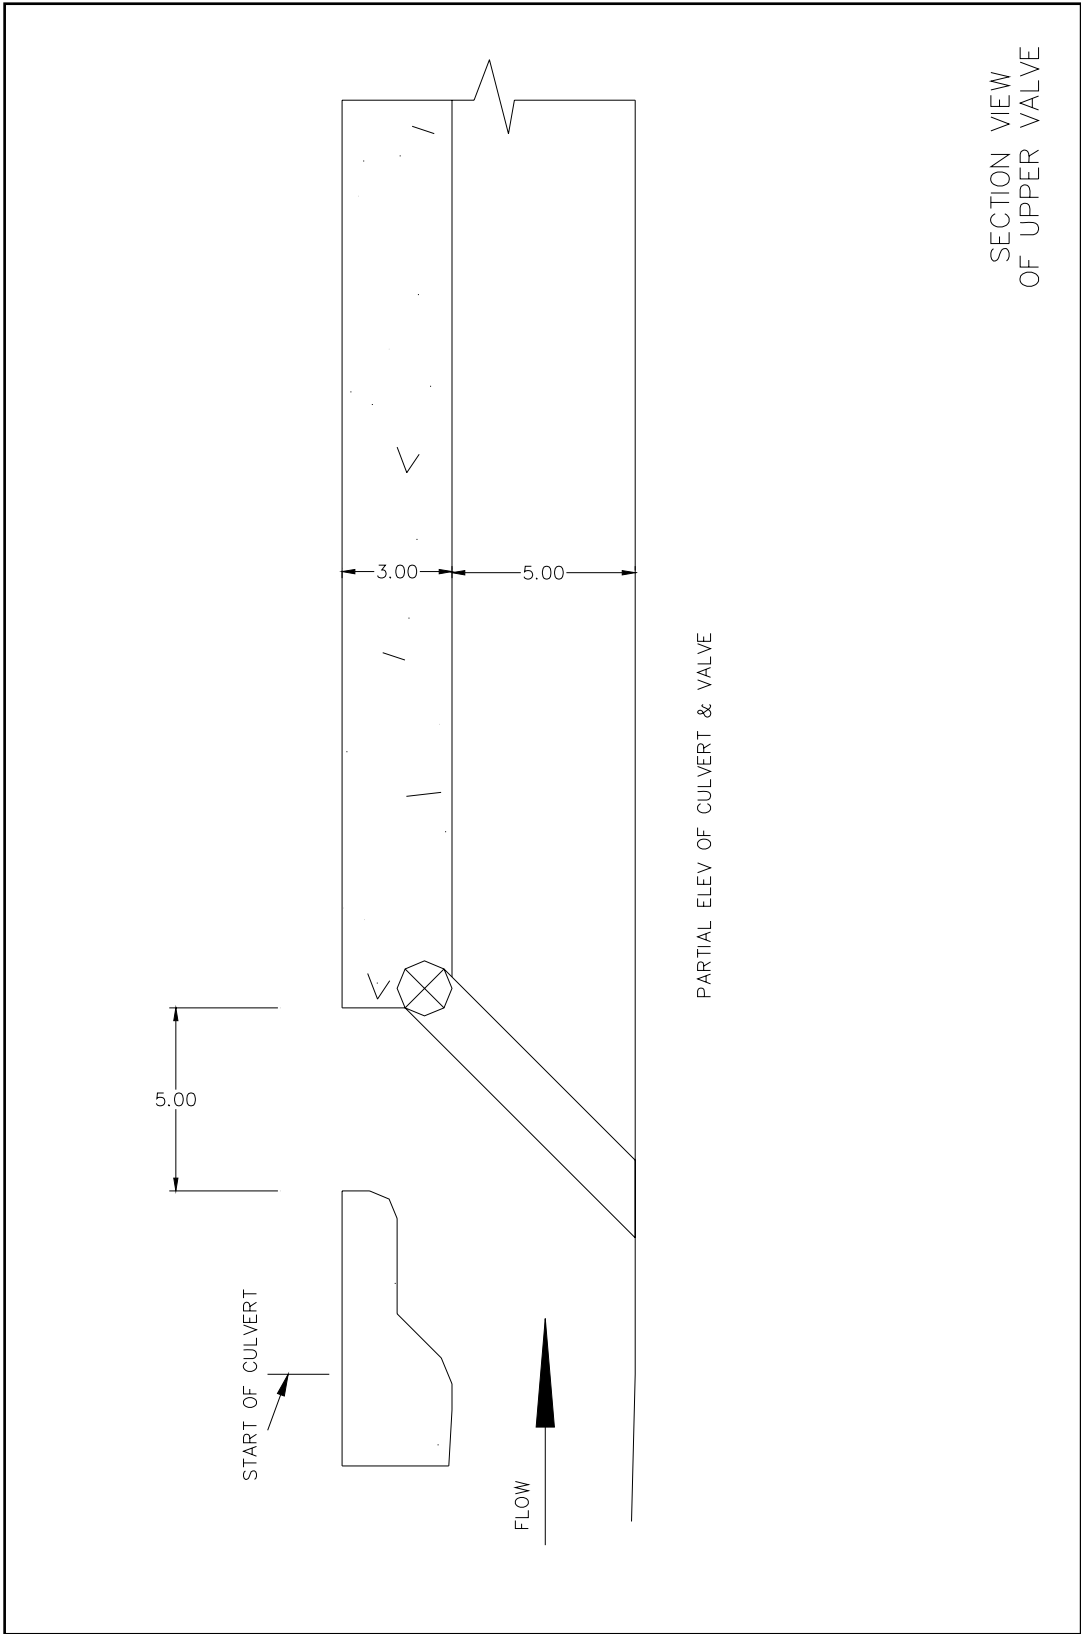 5.00
START OF CULVERT
3.00
5.00
FLOW
PARTIAL ELEV OF CULVERT & VALVE
SECTION VIEW
OF UPPER VALVE